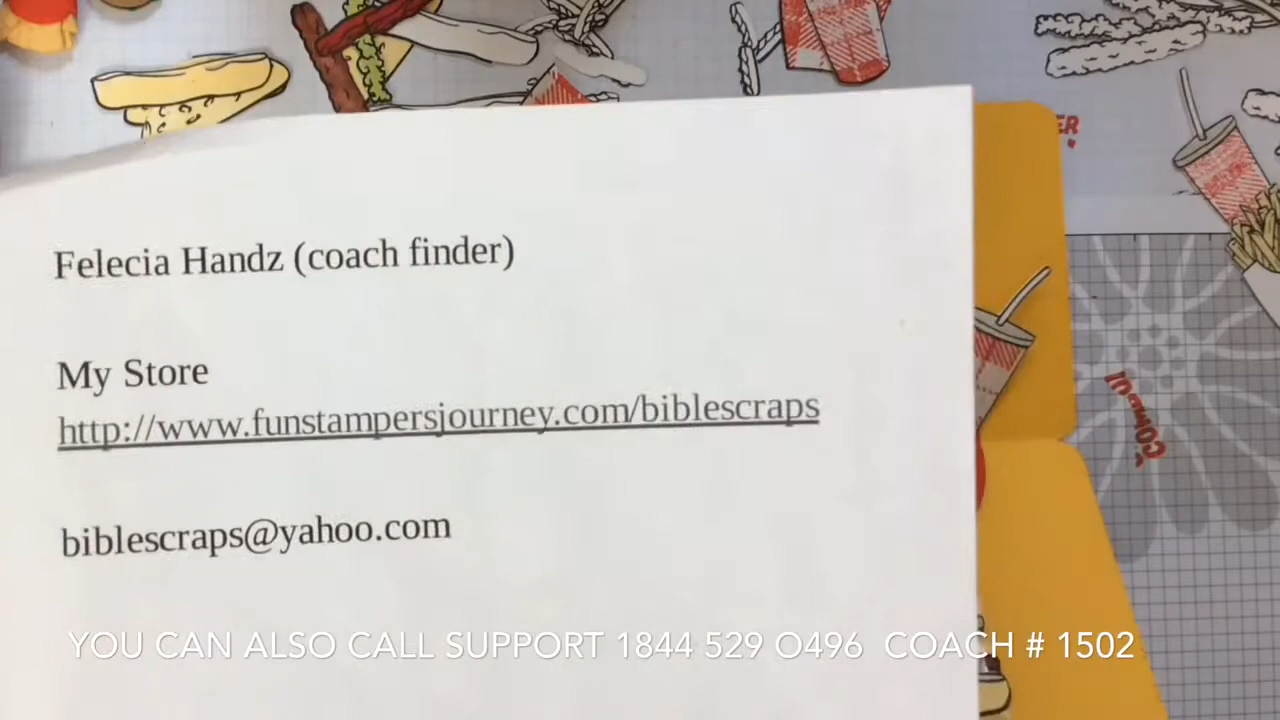 ER
Felecia Handz (coach finder)
My Store
http://www.funstampersjourney.com/biblescraps
biblescraps@yahoo.com
YOU CAN ALSO CALL SUPPORT 1844 529 O496 COACH # 1502